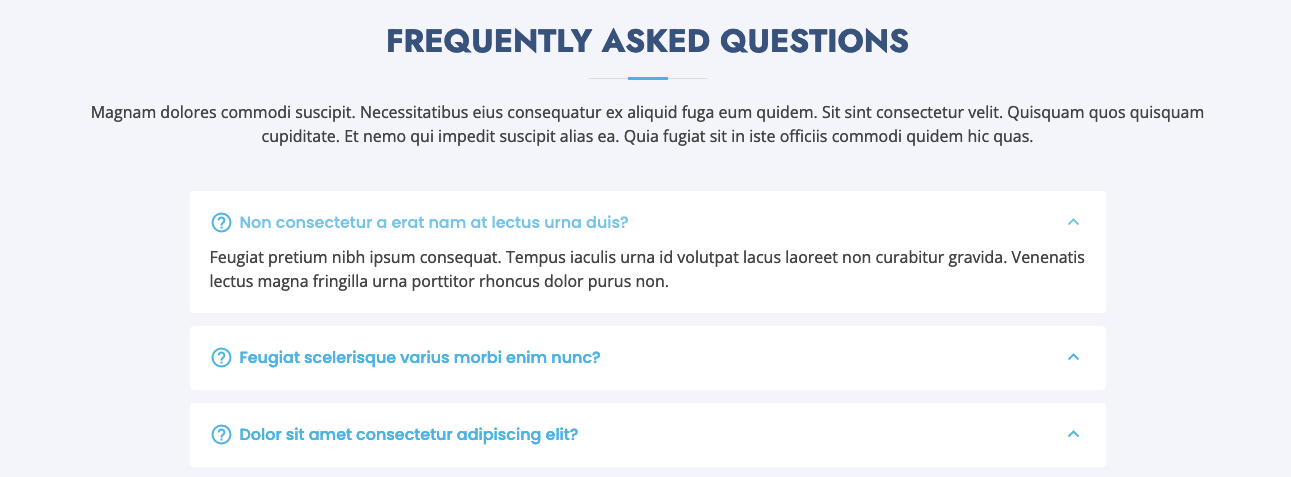 FREQUENTLY ASKED QUESTIONS
Magnam dolores commodi suscipit. Necessitatibus eius consequatur ex aliquid fuga eum quidem. Sit sint consectetur velit. Quisquam quos quisquam
cupiditate. Et nemo qui impedit suscipit alias ea. Quia fugiat sit in iste officiis commodi quidem hic quas.
Non consectetur a erat nam at lectus urna duis?
Feugiat pretium nibh ipsum consequat. Tempus iaculis urna id volutpat lacus laoreet non curabitur gravida. Venenatis
lectus magna fringilla urna porttitor rhoncus dolor purus non.
Feugiat scelerisque varius morbi enim nunc?
Dolor sit amet consectetur adipiscing elit?